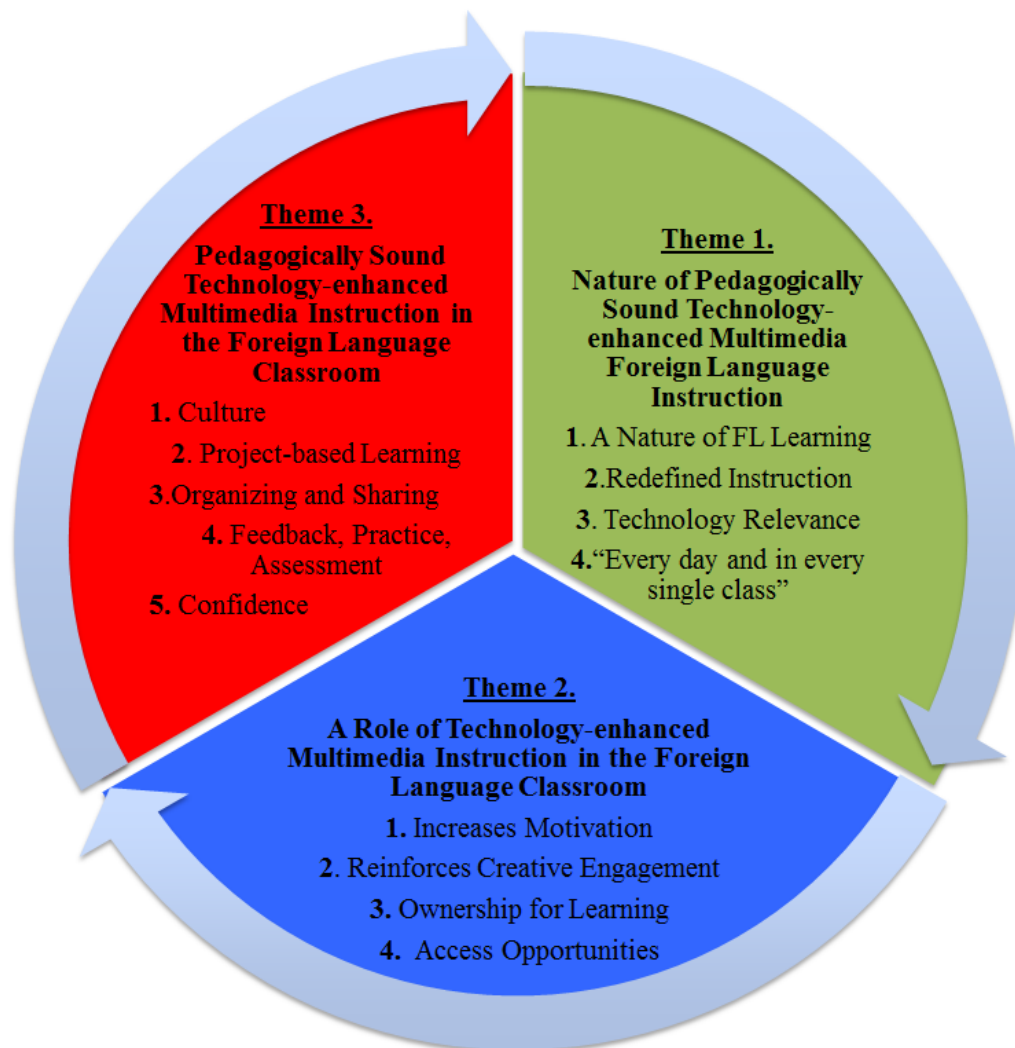 Theme 1.
Nature of Pedagogically
Sound Technology-
enhanced Multimedia
Foreign Language
Instruction
1. A Nature of FL Learning
2.Redefined Instruction
3. Technology Relevance
4.“Every day and in every
single class”
Theme 2.
A Role of Technology-enhanced
Multimedia Instruction in the Foreign
Language Classroom
1. Increases Motivation
2. Reinforces Creative Engagement
3. Ownership for Learning
4. Access Opportunities
Theme 3.
Pedagogically Sound
Technology-enhanced
Multimedia Instruction in
the Foreign Language
Classroom
1. Culture
2. Project-based Learning
3.Organizing and Sharing
4. Feedback, Practice,
Assessment
5. Confidence